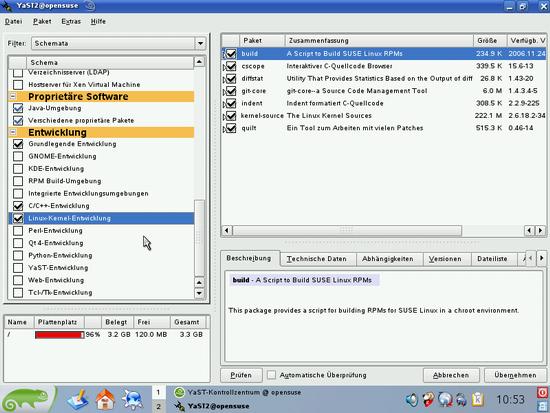 YaST2@opensuse
Datei Paket Extras Hilfe
Filter: Schemata
Schema
Verzeichnisserver (LDAP)
Hostserver für Xen Virtual Machine
Proprietäre Software
Java-Umgebung
Verschiedene proprietäre Pakete
Entwicklung
Grundlegende Entwicklung
GNOME-Entwicklung
KDE-Entwicklung
RPM Build-Umgebung
Integrierte Entwicklungsumgebungen
C/C++-Entwicklung
Linux-Kernel-Entwicklung
Perl-Entwicklung
Qt 4-Entwicklung
Python-Entwicklung
YaST-Entwicklung
Web-Entwicklung
Tcl/Tk-Entwicklung
Name Plattenplatz Belegt Frei Gesamt
/ 96% 3.2 GB 120.0 MB 3.3 GB
Paket Zusammenfassung Größe Verfügb. V
build A Script to Build SUSE Linux RPMs 234.9 K 2006.11.24
cscope Interaktiver C-Quellcode Browser 339.5 K 15.6-13
diffstat Utility That Provides Statistics Based on the Output of diff 26.8 K 1.43-20
git-core git-core--a Source Code Management Tool 6.0 M 1.4.3.4-5
indent Indent formatiert C-Quellcode 308.5 K 2.2.9-225
kernel-source The Linux Kernel Sources 222.1 M 2.6.18.2-34
quilt Ein Tool zum Arbeiten mit vielen Patches 515.3 K 0.46-14
Beschreibung Technische Daten Abhängigkeiten Versionen Dateiliste Ä
build - A Script to Build SUSE Linux RPMs
This package provides a script for building RPMs for SUSE Linux in a chroot environment.
Prüfen Automatische Überprüfung Abbrechen Übernehmen
1 YaST-Kontrollzentrum @ opensuse
2 YaST2@opensuse
10:53